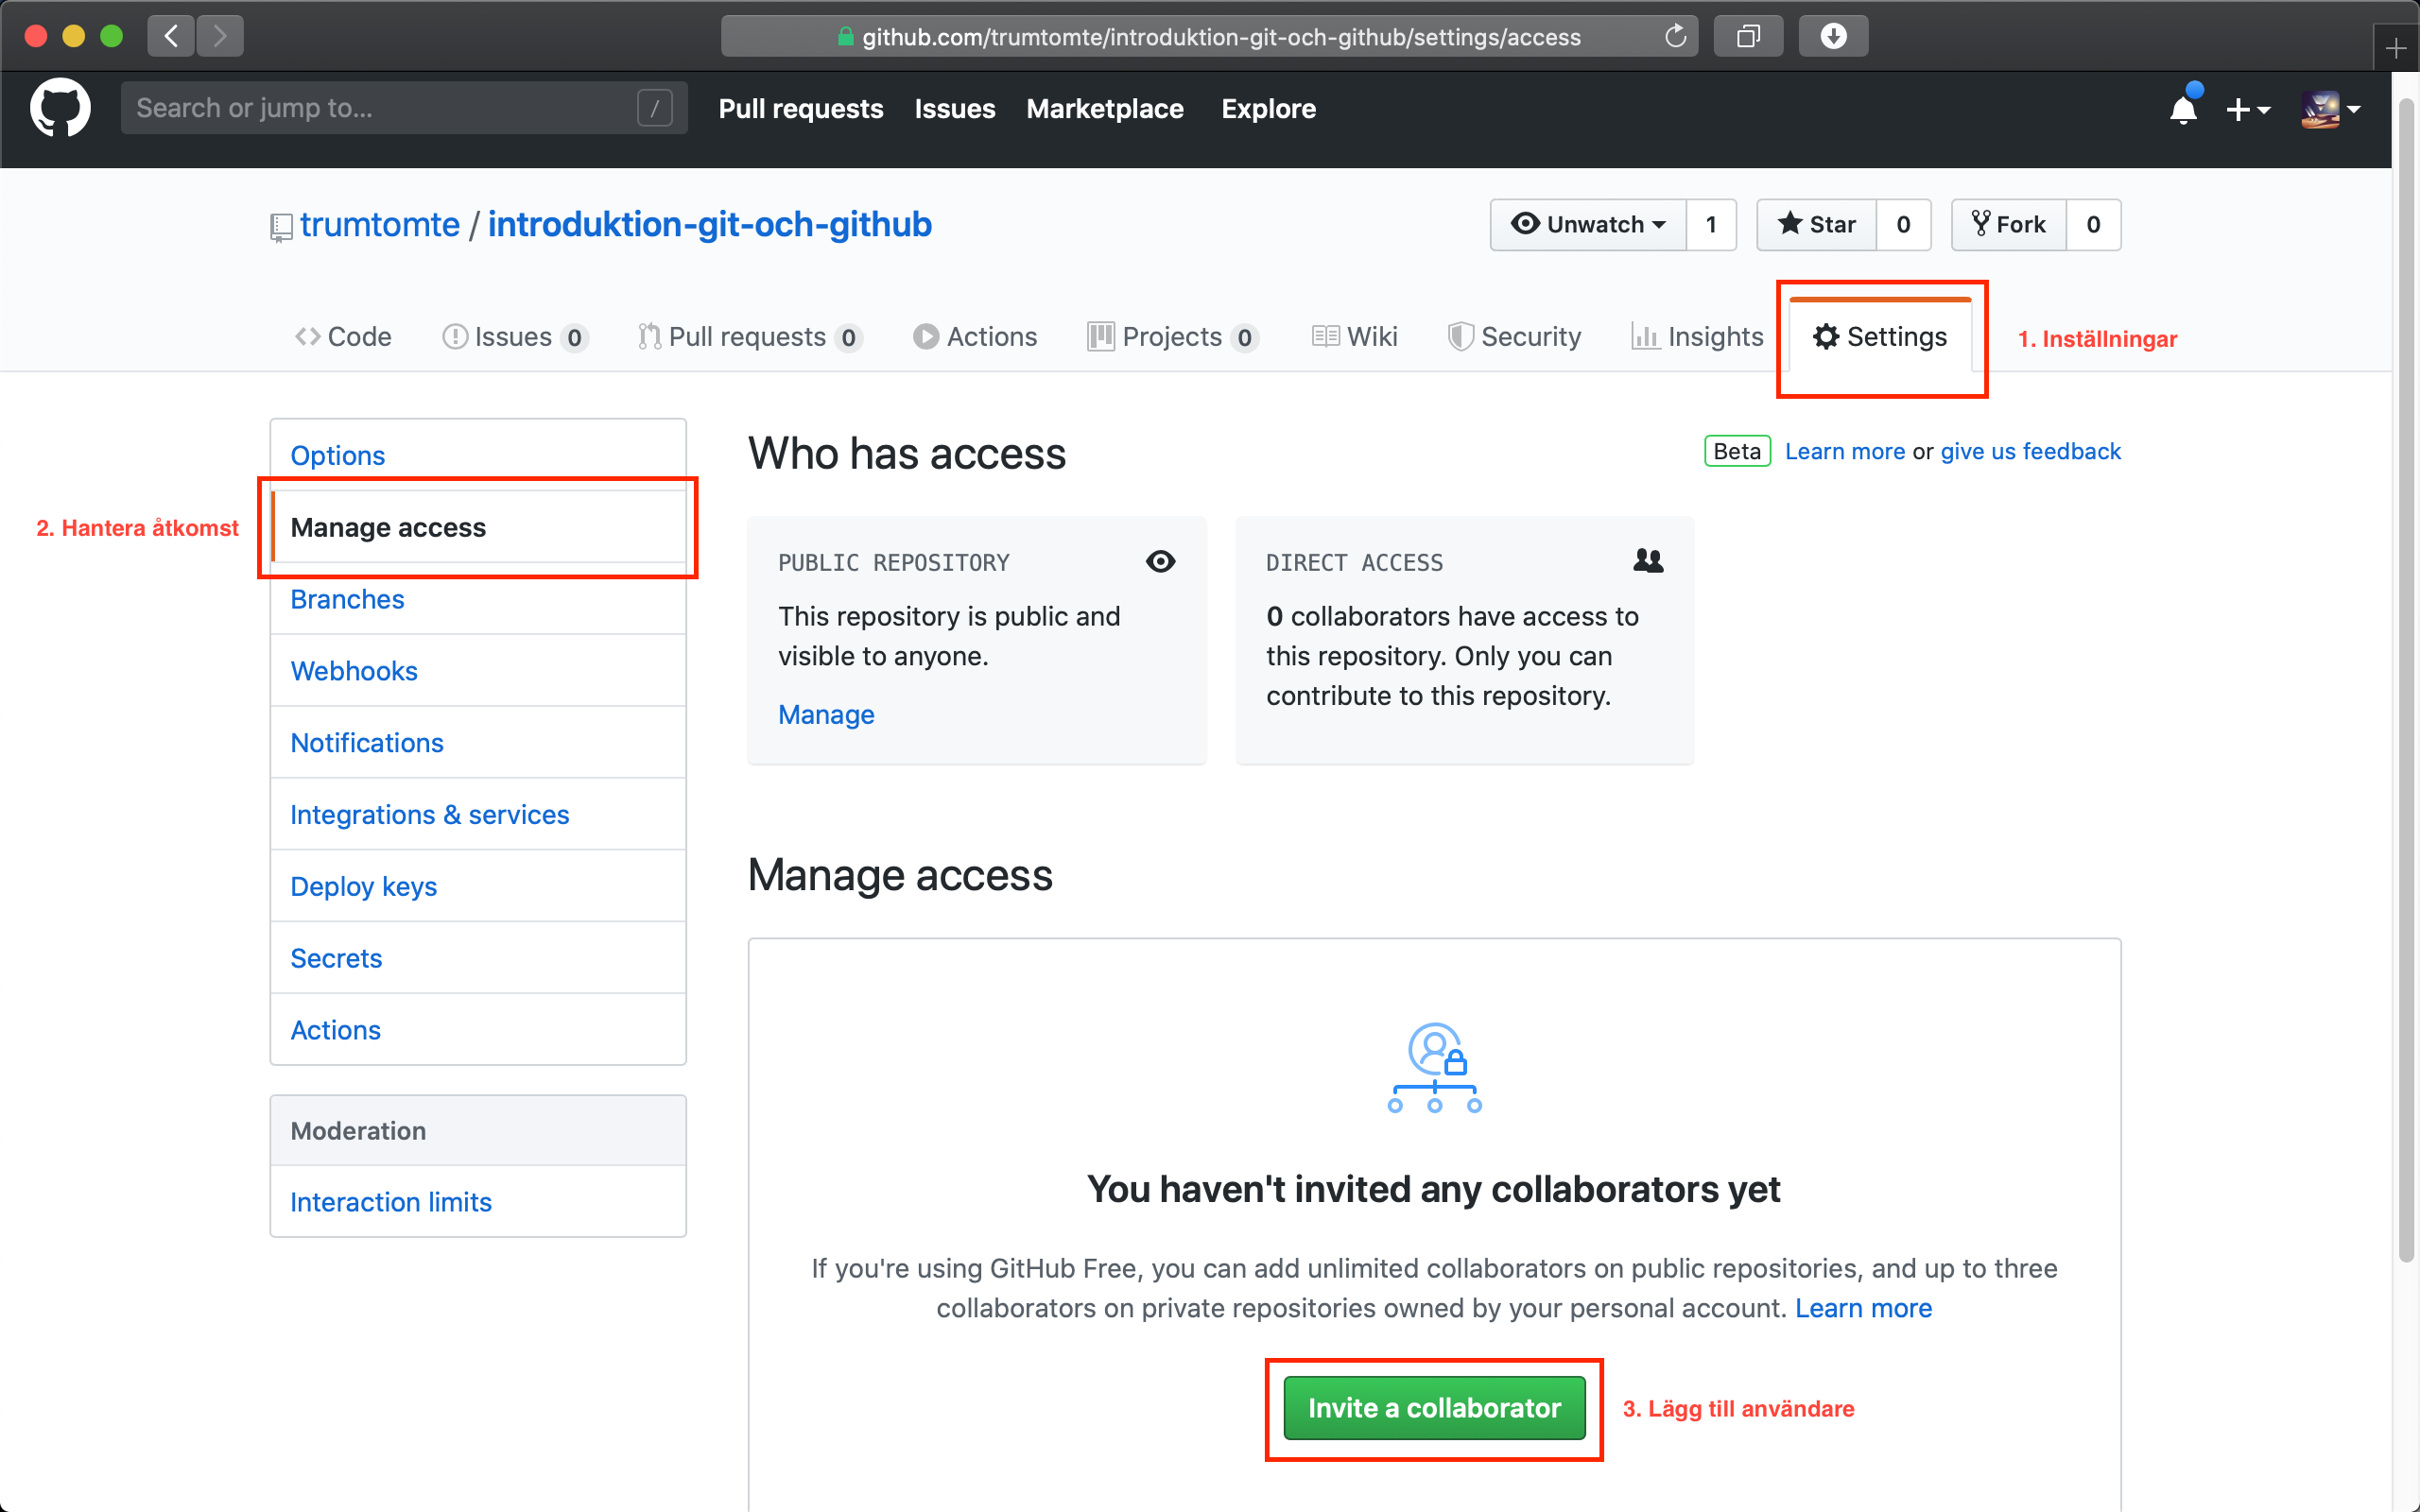 github.com/trumtomte/introduktion-git-och-github/settings/access
Search or jump to...
/
Pull requests
Issues
Marketplace
Explore
trumtomte / introduktion-git-och-github
Unwatch 1
Star 0
Fork 0
Code
Issues 0
Pull requests 0
Actions
Projects 0
Wiki
Security
Insights
Settings
1. Inställningar
Options
2. Hantera åtkomst
Manage access
Branches
Webhooks
Notifications
Integrations & services
Deploy keys
Secrets
Actions
Moderation
Interaction limits
Who has access
Beta Learn more or give us feedback
PUBLIC REPOSITORY
This repository is public and
visible to anyone.
Manage
DIRECT ACCESS
0 collaborators have access to
this repository. Only you can
contribute to this repository.
Manage access
You haven't invited any collaborators yet
If you're using GitHub Free, you can add unlimited collaborators on public repositories, and up to three
collaborators on private repositories owned by your personal account. Learn more
Invite a collaborator
3. Lägg till användare